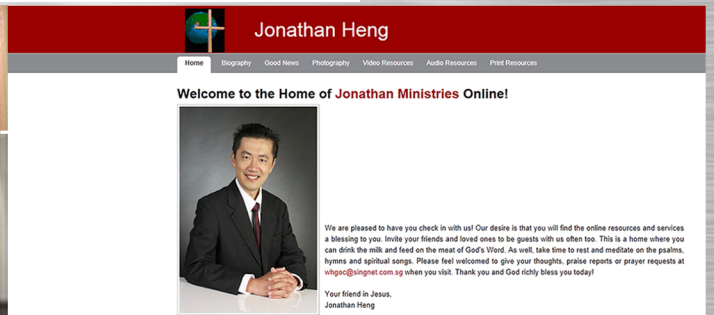 Jonathan Heng
Home Biography Good News Photography Video Resources Audio Resources Print Resources
Welcome to the Home of Jonathan Ministries Online!
We are pleased to have you check in with us! Our desire is that you will find the online resources and services
a blessing to you. Invite your friends and loved ones to be guests with us often too. This is a home where you
can drink the milk and feed on the meat of God's Word. As well, take time to rest and meditate on the psalms,
hymns and spiritual songs. Please feel welcomed to give your thoughts, praise reports or prayer requests at
whgoc@singnet.com.sg when you visit. Thank you and God richly bless you today!
Your friend in Jesus,
Jonathan Heng